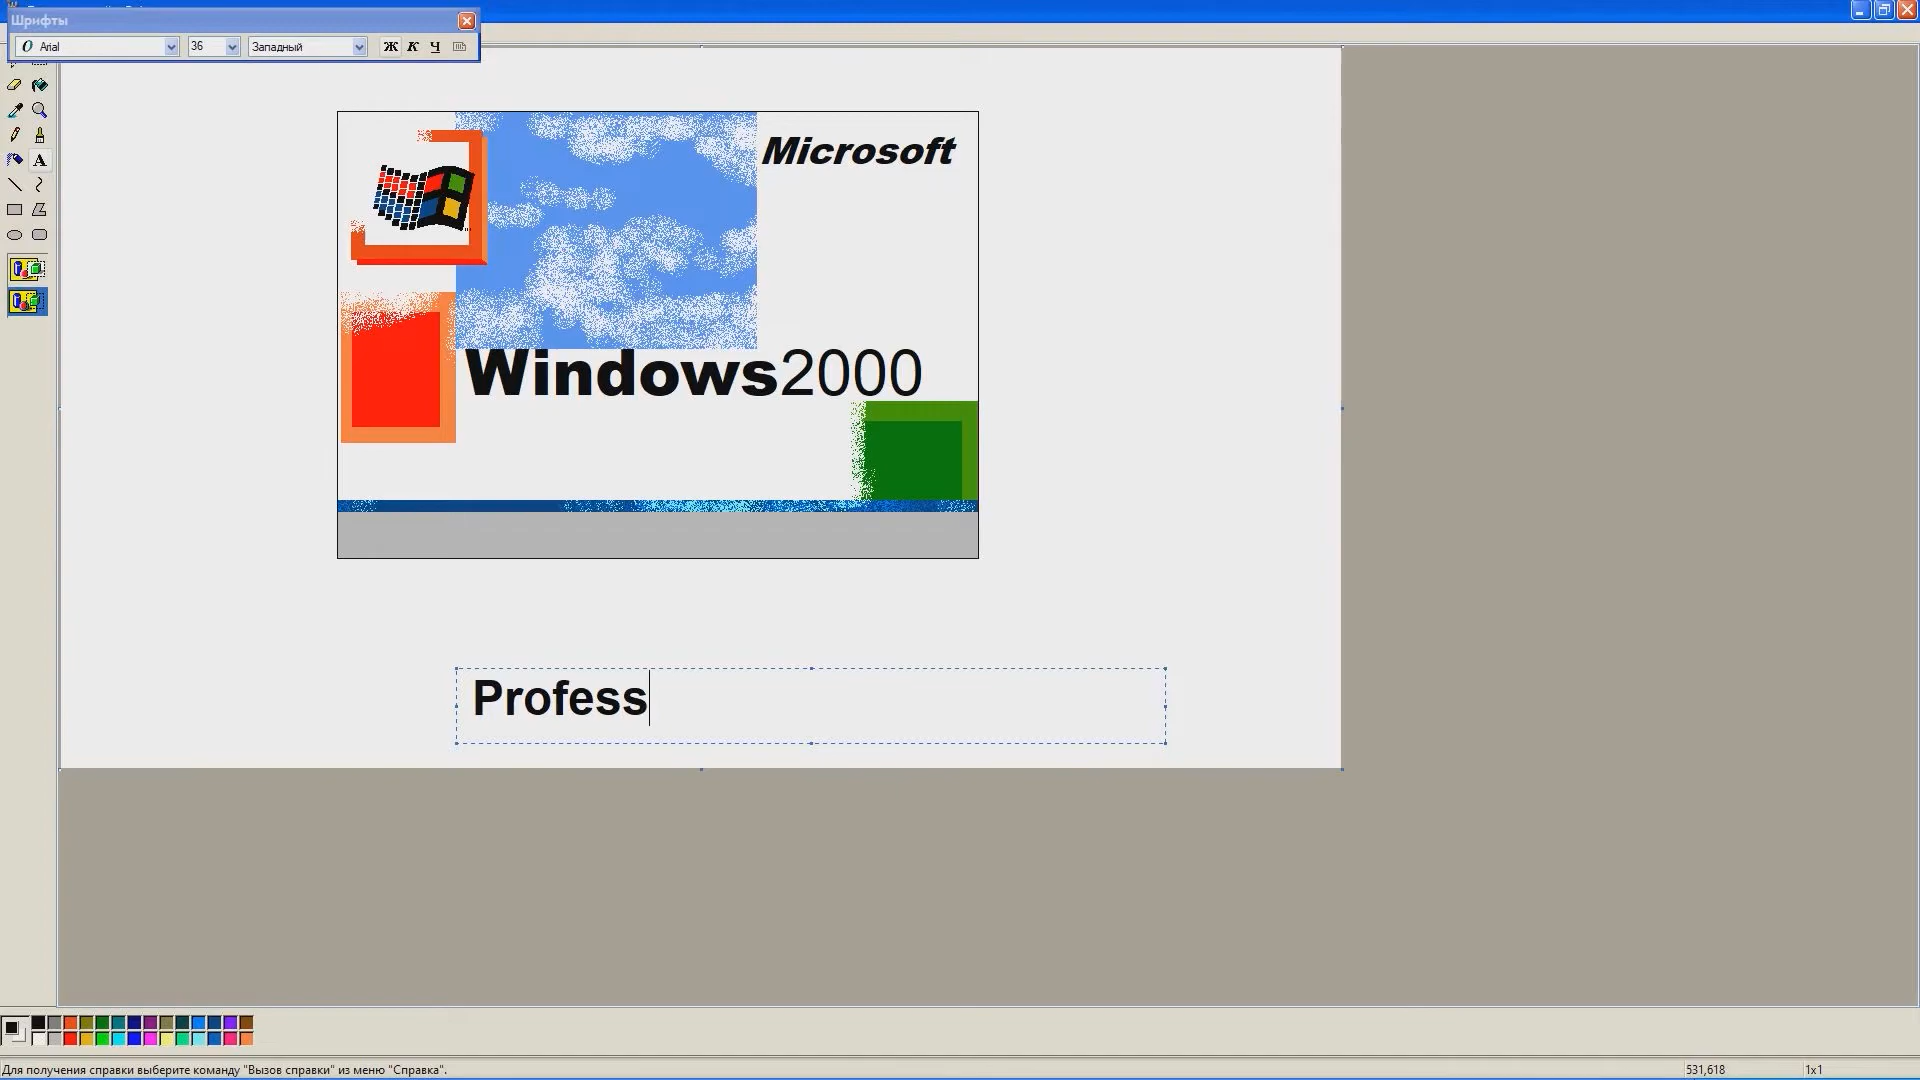 Шрифты
Arial
36
Западный
Ж К Ч
A
Microsoft
Windows2000
Profess
Для получения справки выберите команду "Вызов справки" из меню "Справка".
531,618
1x1